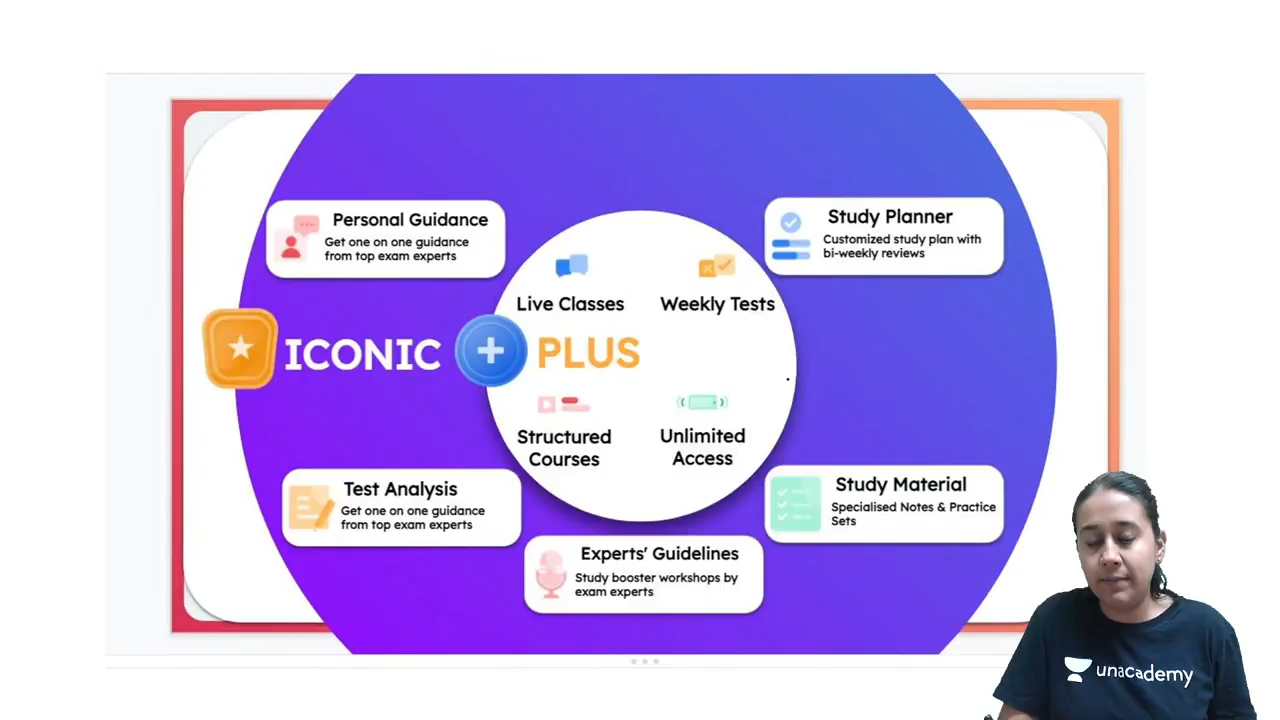 Personal Guidance
Get one on one guidance
from top exam experts
Study Planner
Customized study plan with
bi-weekly reviews
Live Classes
Weekly Tests
ICONIC + PLUS
Structured
Courses
Unlimited
Access
Test Analysis
Get one on one guidance
from top exam experts
Study Material
Specialised Notes & Practice
Sets
Experts' Guidelines
Study booster workshops by
exam experts
unacademy